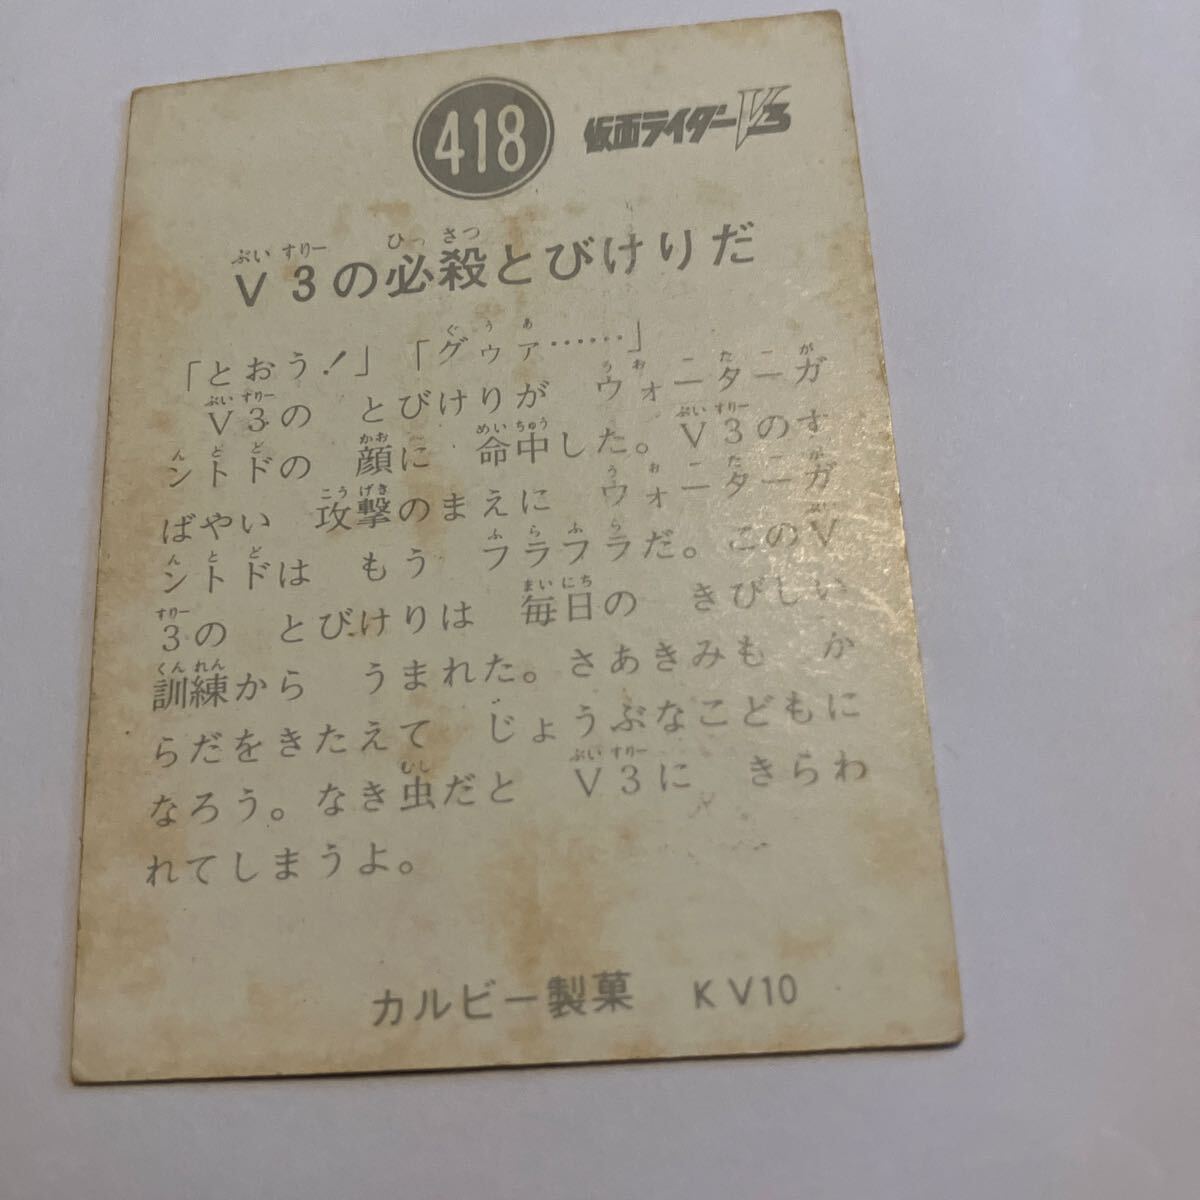 418 仮面ライダーV3
V3の必殺とびけりだ
「とおう！」「グゥァ……」
V3の とびけりが ウォーターガ
ントドの 顔に 命中した。V3のす
ばやい 攻撃のまえに ウォーターガ
ントドは もう フラフラだ。このV
3の とびけりは 毎日の きびしい
訓練から うまれた。さあきみも か
らだをきたえて じょうぶなこどもに
なろう。なき虫だと V3に きらわ
れてしまうよ。
カルビー製菓 KV10